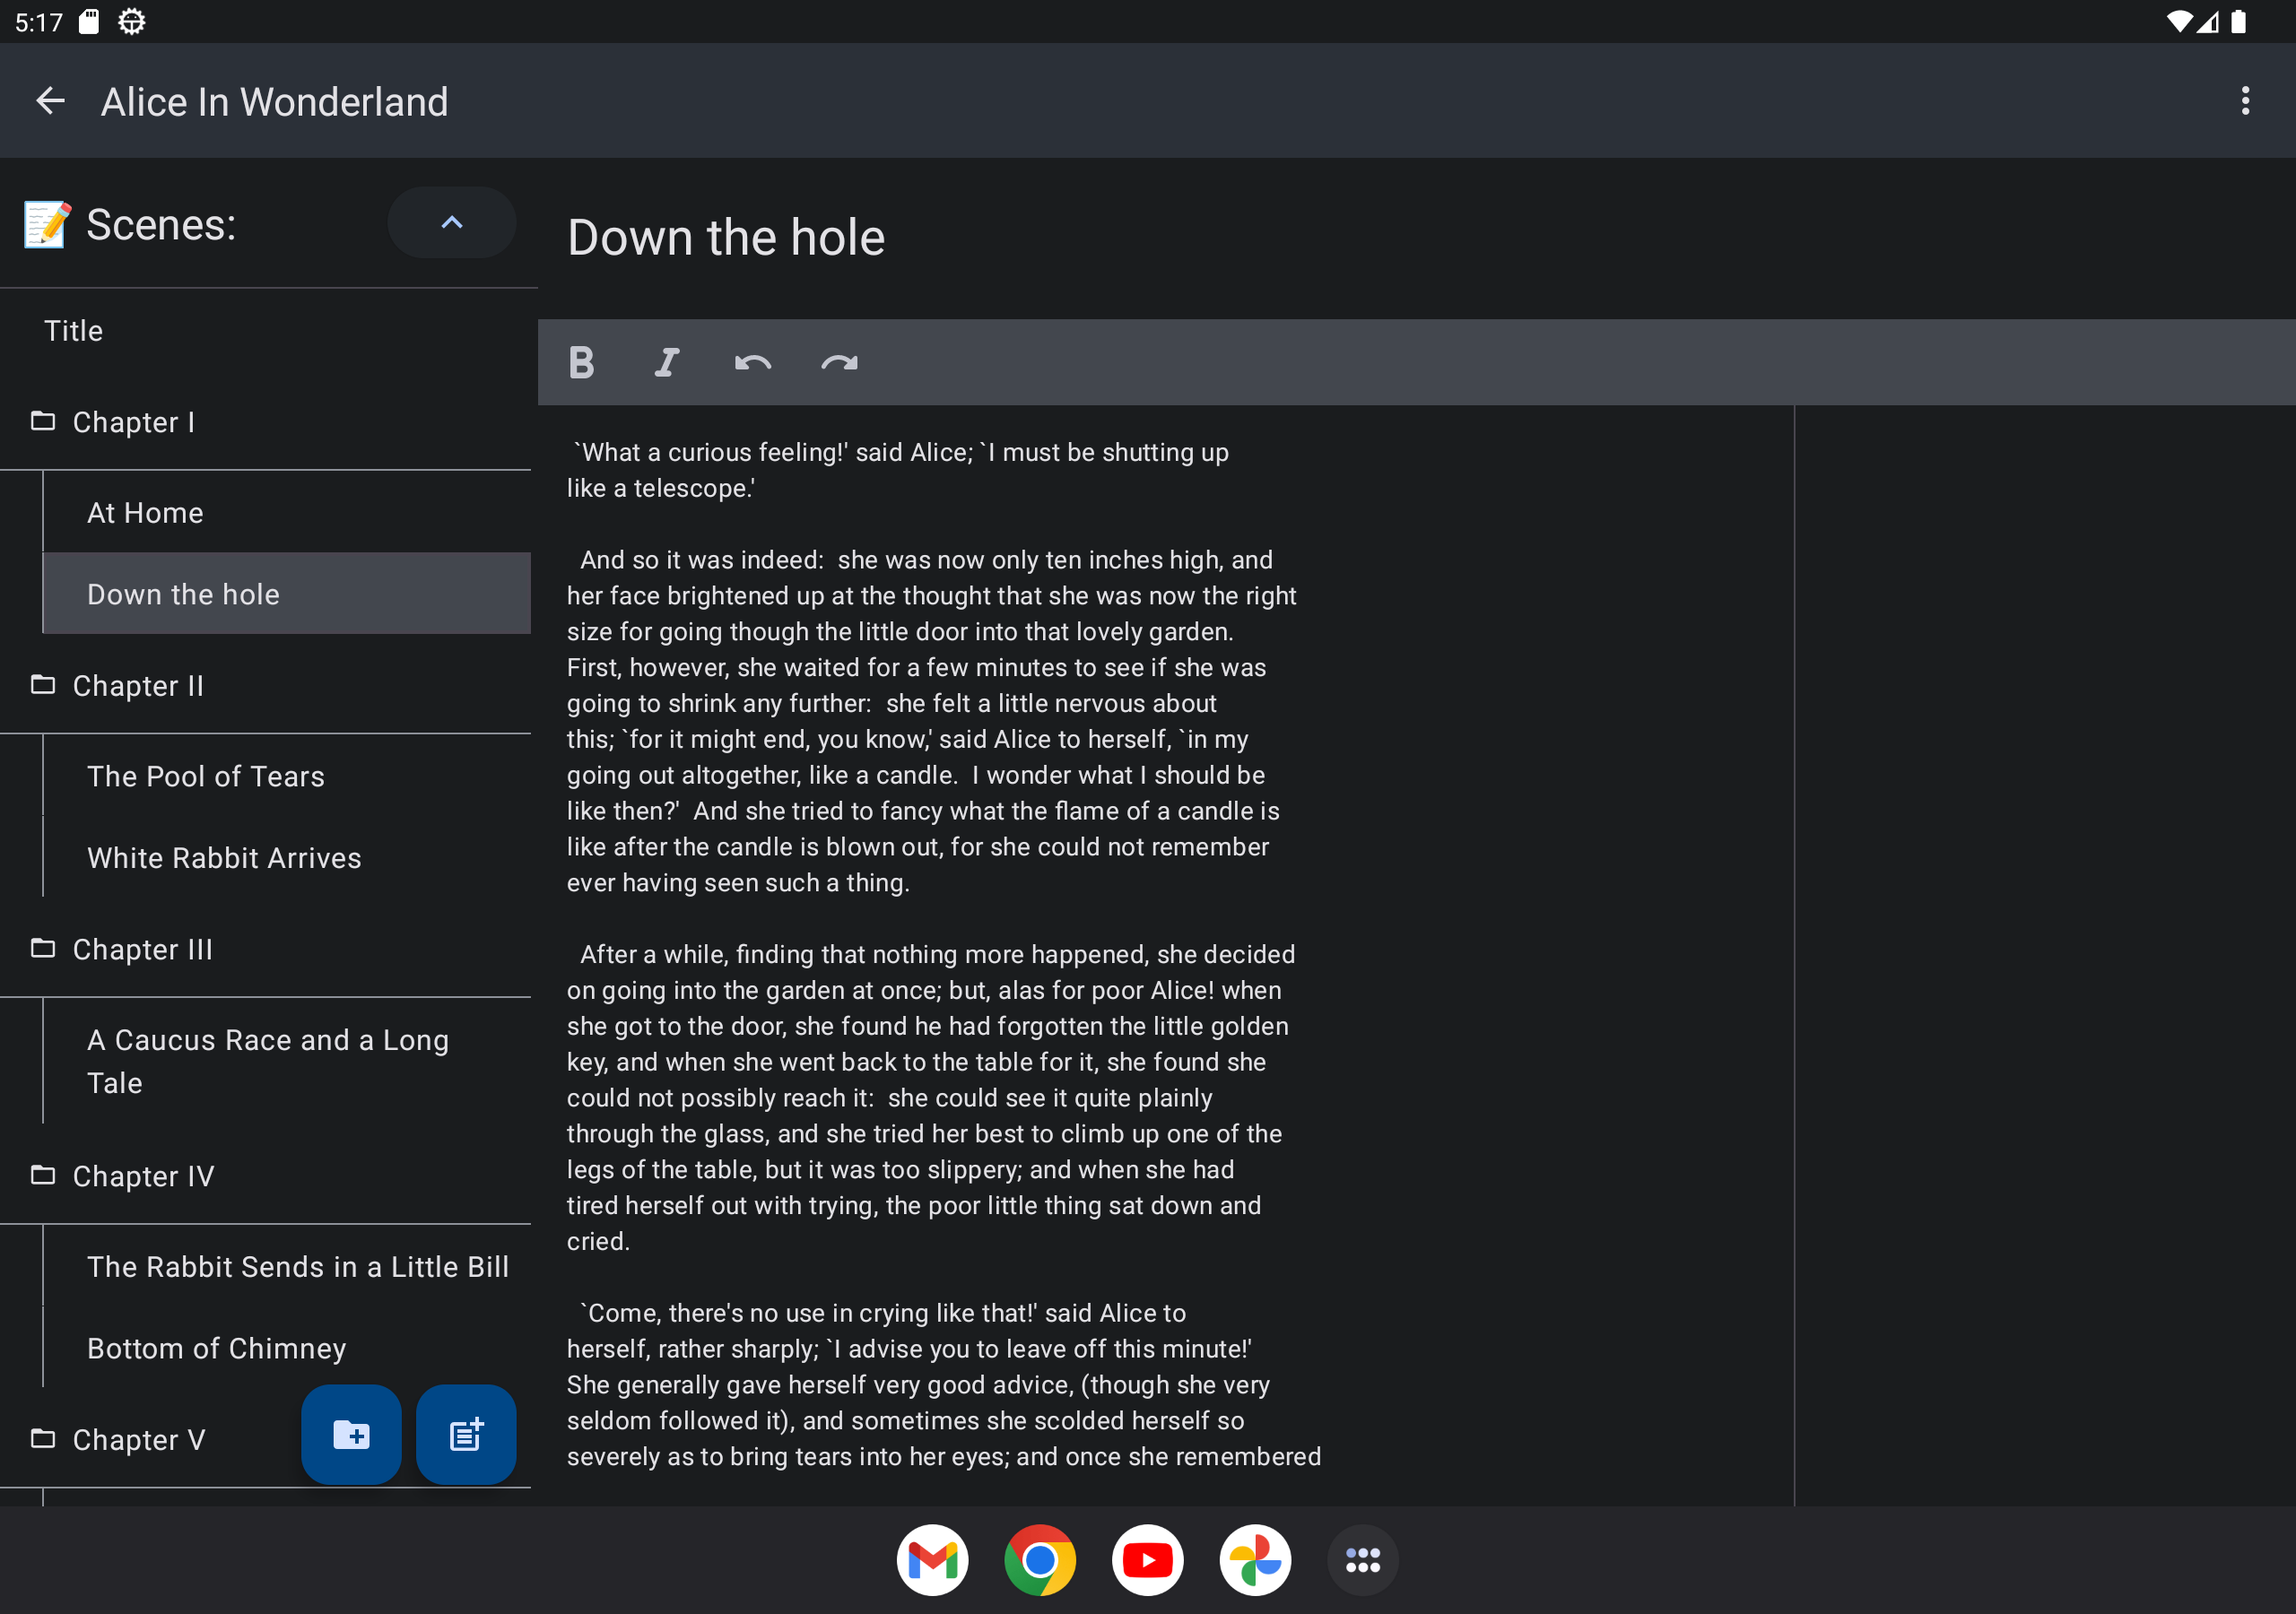 5:17
Alice In Wonderland
Scenes:
Title
Chapter I
At Home
Down the hole
Chapter II
The Pool of Tears
White Rabbit Arrives
Chapter III
A Caucus Race and a Long
Tale
Chapter IV
The Rabbit Sends in a Little Bill
Bottom of Chimney
Chapter V
Down the hole
B I
`What a curious feeling!' said Alice; `I must be shutting up
like a telescope.'
And so it was indeed:  she was now only ten inches high, and
her face brightened up at the thought that she was now the right
size for going though the little door into that lovely garden.
First, however, she waited for a few minutes to see if she was
going to shrink any further:  she felt a little nervous about
this; `for it might end, you know,' said Alice to herself, `in my
going out altogether, like a candle.  I wonder what I should be
like then?'  And she tried to fancy what the flame of a candle is
like after the candle is blown out, for she could not remember
ever having seen such a thing.
After a while, finding that nothing more happened, she decided
on going into the garden at once; but, alas for poor Alice! when
she got to the door, she found he had forgotten the little golden
key, and when she went back to the table for it, she found she
could not possibly reach it:  she could see it quite plainly
through the glass, and she tried her best to climb up one of the
legs of the table, but it was too slippery; and when she had
tired herself out with trying, the poor little thing sat down and
cried.
`Come, there's no use in crying like that!' said Alice to
herself, rather sharply; `I advise you to leave off this minute!'
She generally gave herself very good advice, (though she very
seldom followed it), and sometimes she scolded herself so
severely as to bring tears into her eyes; and once she remembered